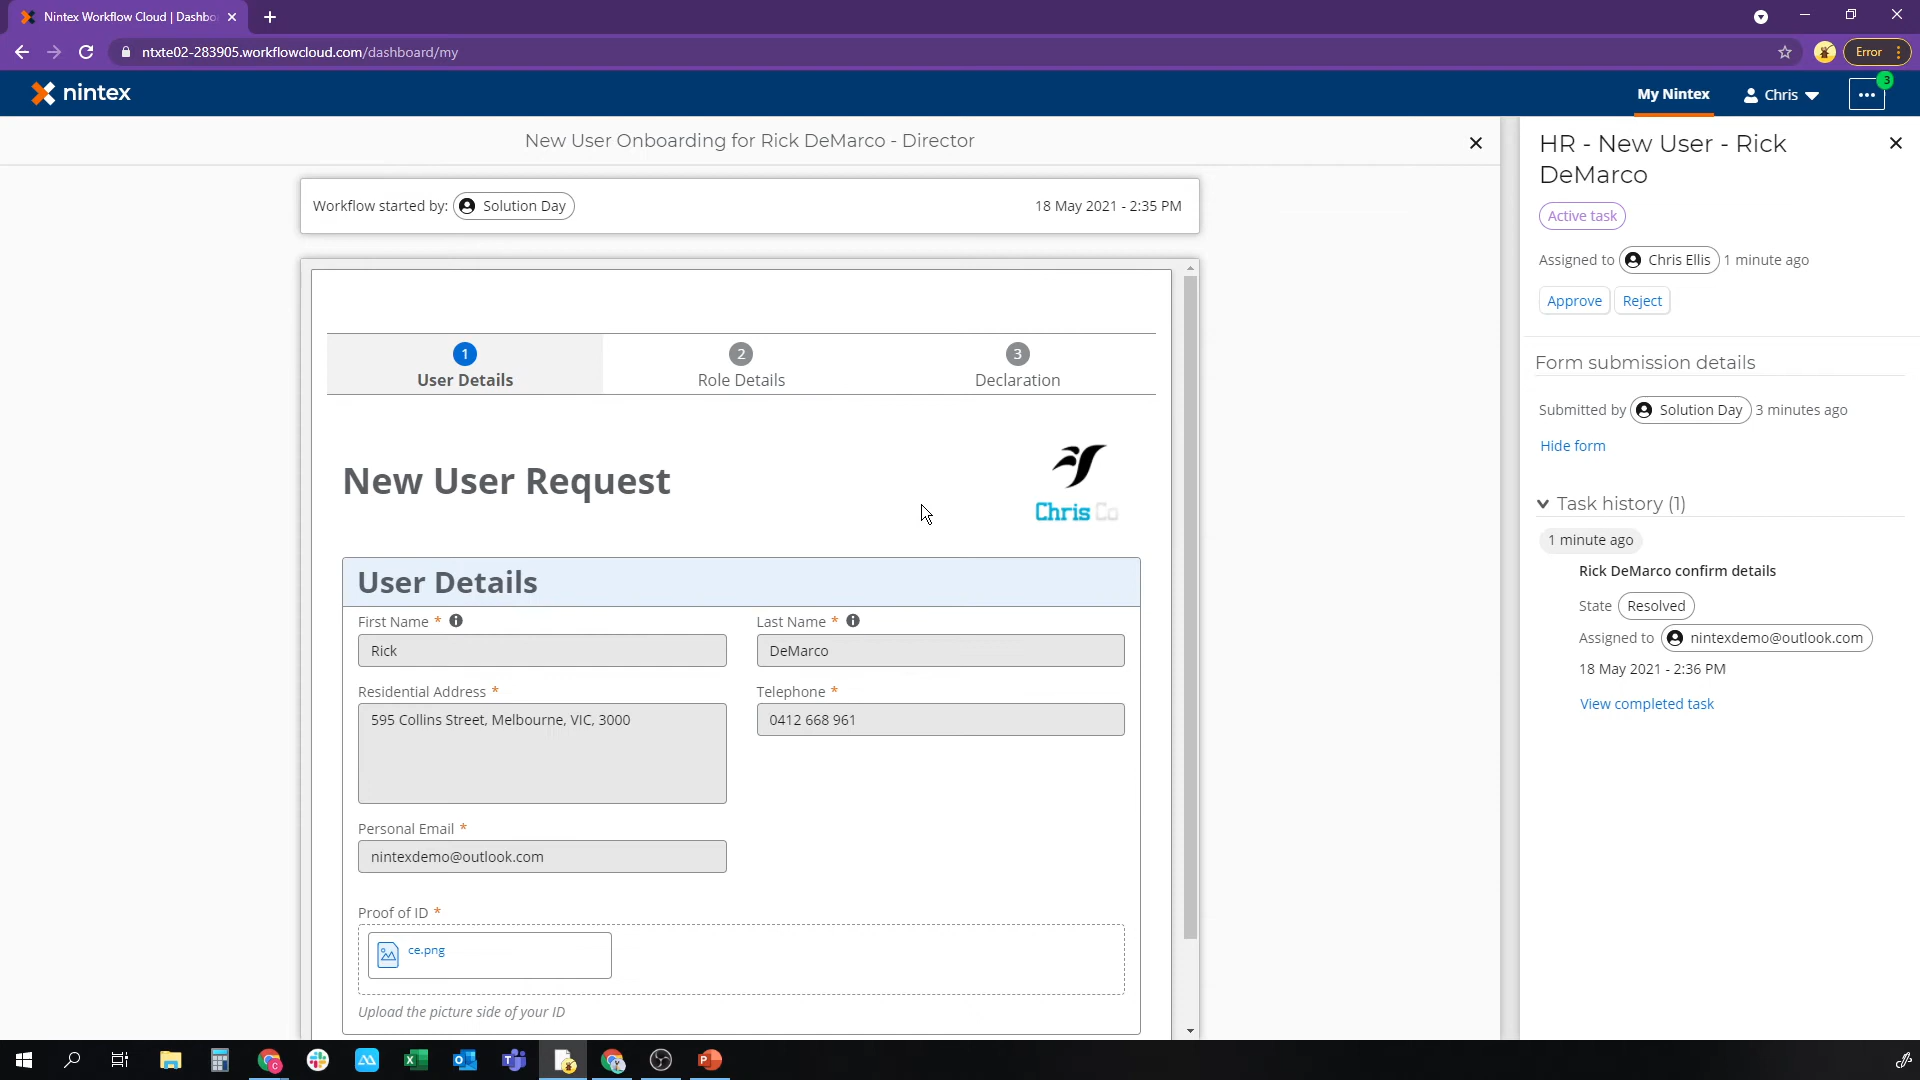 Nintex Workflow Cloud | Dashbo
ntxte02-283905.workflowcloud.com/dashboard/my
Error
nintex
My Nintex
Chris
3
New User Onboarding for Rick DeMarco - Director
Workflow started by: Solution Day
18 May 2021 - 2:35 PM
1
User Details
2
Role Details
3
Declaration
New User Request
Chris Co
User Details
First Name *
Last Name *
Rick
DeMarco
Residential Address *
Telephone *
595 Collins Street, Melbourne, VIC, 3000
0412 668 961
Personal Email *
nintexdemo@outlook.com
Proof of ID *
ce.png
Upload the picture side of your ID
HR - New User - Rick
DeMarco
Active task
Assigned to Chris Ellis 1 minute ago
Approve Reject
Form submission details
Submitted by Solution Day 3 minutes ago
Hide form
Task history (1)
1 minute ago
Rick DeMarco confirm details
State Resolved
Assigned to nintexdemo@outlook.com
18 May 2021 - 2:36 PM
View completed task